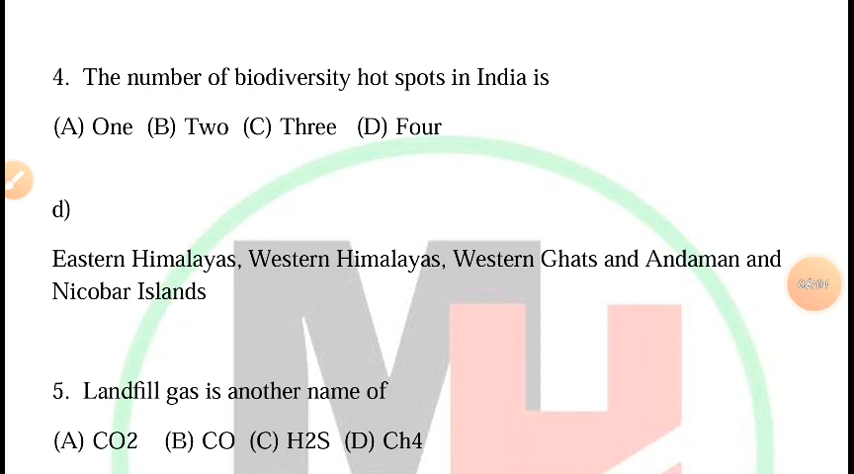 4. The number of biodiversity hot spots in India is
(A) One (B) Two (C) Three (D) Four
d)
Eastern Himalayas, Western Himalayas, Western Ghats and Andaman and
Nicobar Islands
5. Landfill gas is another name of
(A) CO2 (B) CO (C) H2S (D) Ch4